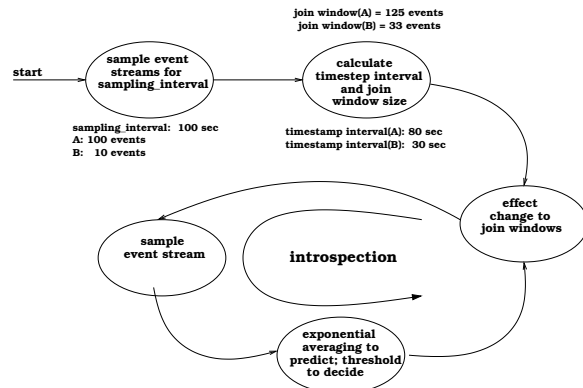 join window(A) = 125 events
join window(B) = 33 events
start
sample event
streams for
sampling_interval
calculate
timestep interval
and join
window size
sampling_interval: 100 sec
A: 100 events
B: 10 events
timestamp interval(A): 80 sec
timestamp interval(B): 30 sec
effect
change to
join windows
sample
event stream
introspection
exponential
averaging to
predict; threshold
to decide